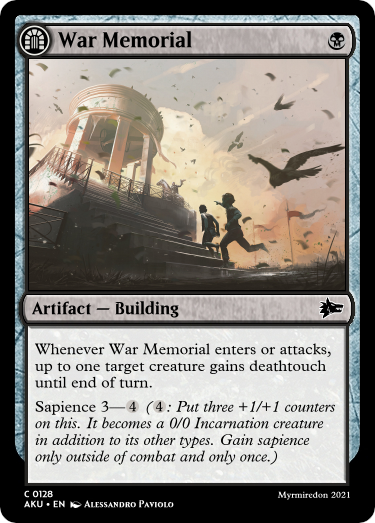 War Memorial
Artifact — Building
Whenever War Memorial enters or attacks,
up to one target creature gains deathtouch
until end of turn.
Sapience 3—4 (4: Put three +1/+1 counters
on this. It becomes a 0/0 Incarnation creature
in addition to its other types. Gain sapience
only outside of combat and only once.)
C 0128
Myrmiredon 2021
AKU • EN Alessandro Paviolo